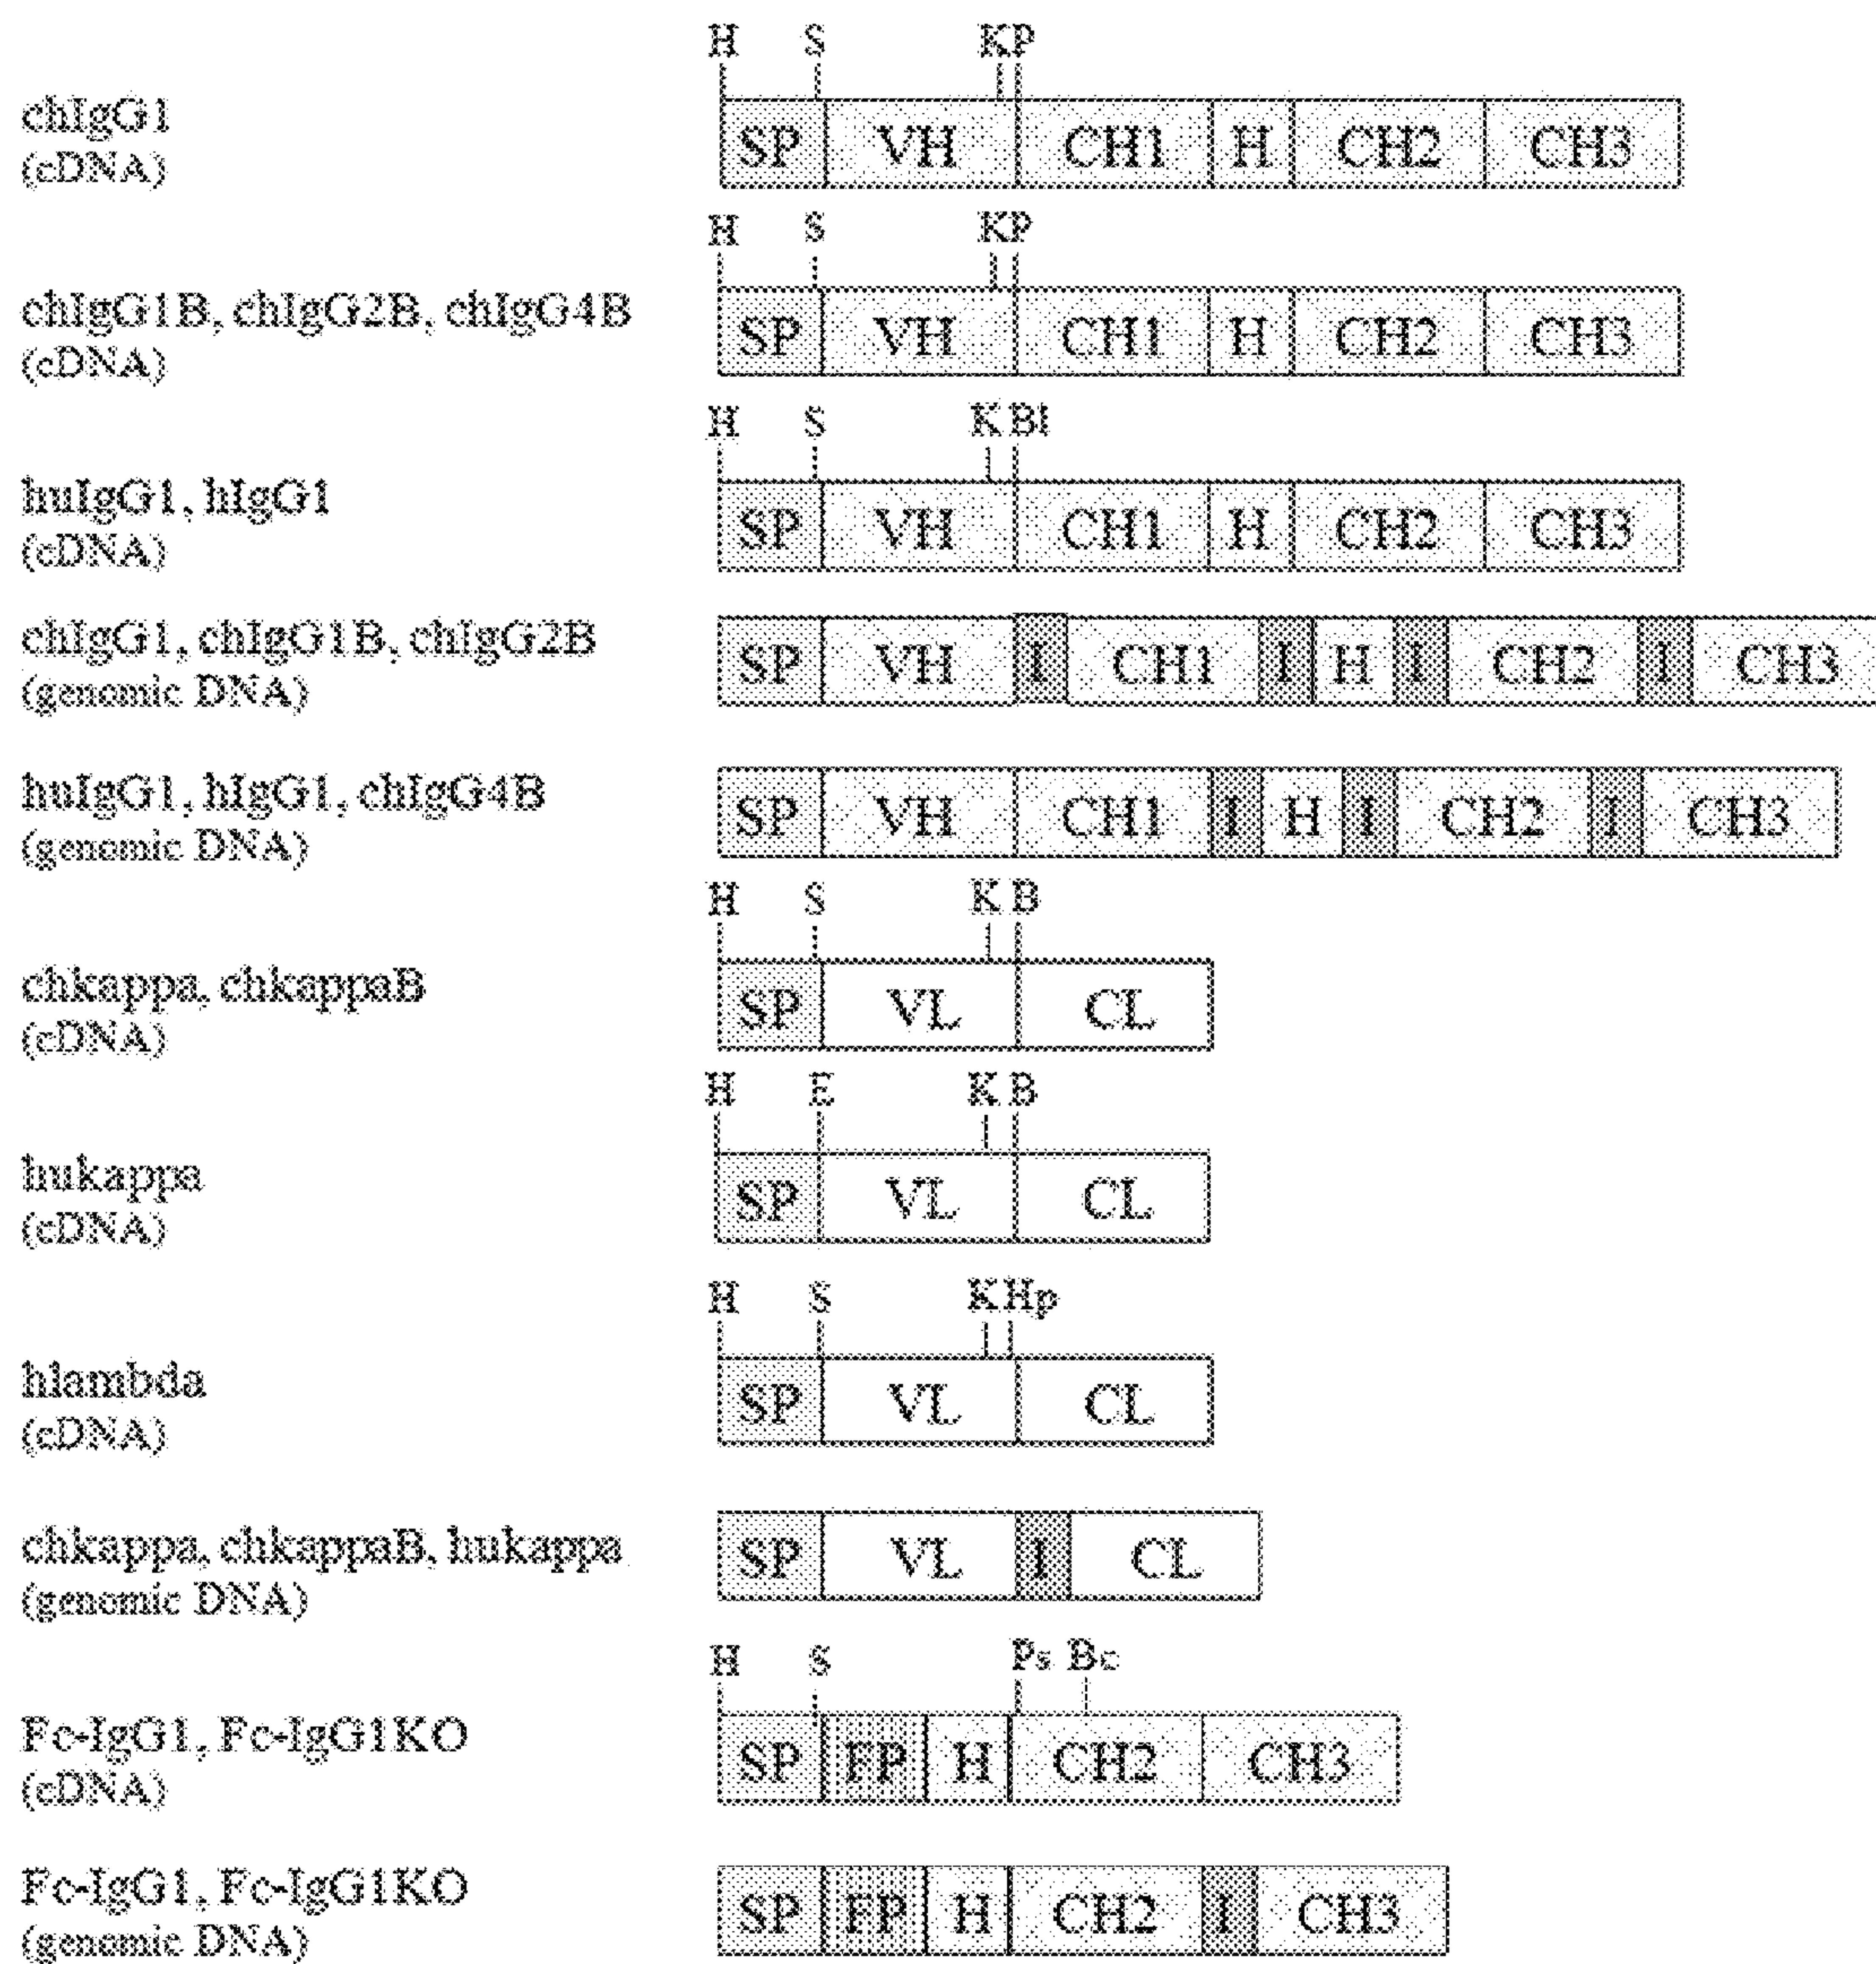 H S KP
chIgG1
(cDNA)
SP VH CH1 H CH2 CH3
H S KP
chIgG1B, chIgG2B, chIgG4B
(cDNA)
SP VH CH1 H CH2 CH3
H S K Bl
huIgG1, hIgG1
(cDNA)
SP VH CH1 H CH2 CH3
chIgG1, chIgG1B, chIgG2B
(genomic DNA)
SP VH I CH1 I H I CH2 I CH3
huIgG1, hIgG1, chIgG4B
(genomic DNA)
SP VH CH1 I H I CH2 I CH3
H S K B
chkappa, chkappaB
(cDNA)
SP VL CL
H E K B
hukappa
(cDNA)
SP VL CL
H S K Hp
hlambda
(cDNA)
SP VL CL
chkappa, chkappaB, hukappa
(genomic DNA)
SP VL I CL
H S Ps Bc
Fc-IgG1, Fc-IgG1KO
(cDNA)
SP FP H CH2 CH3
Fc-IgG1, Fc-IgG1KO
(genomic DNA)
SP FP H CH2 I CH3